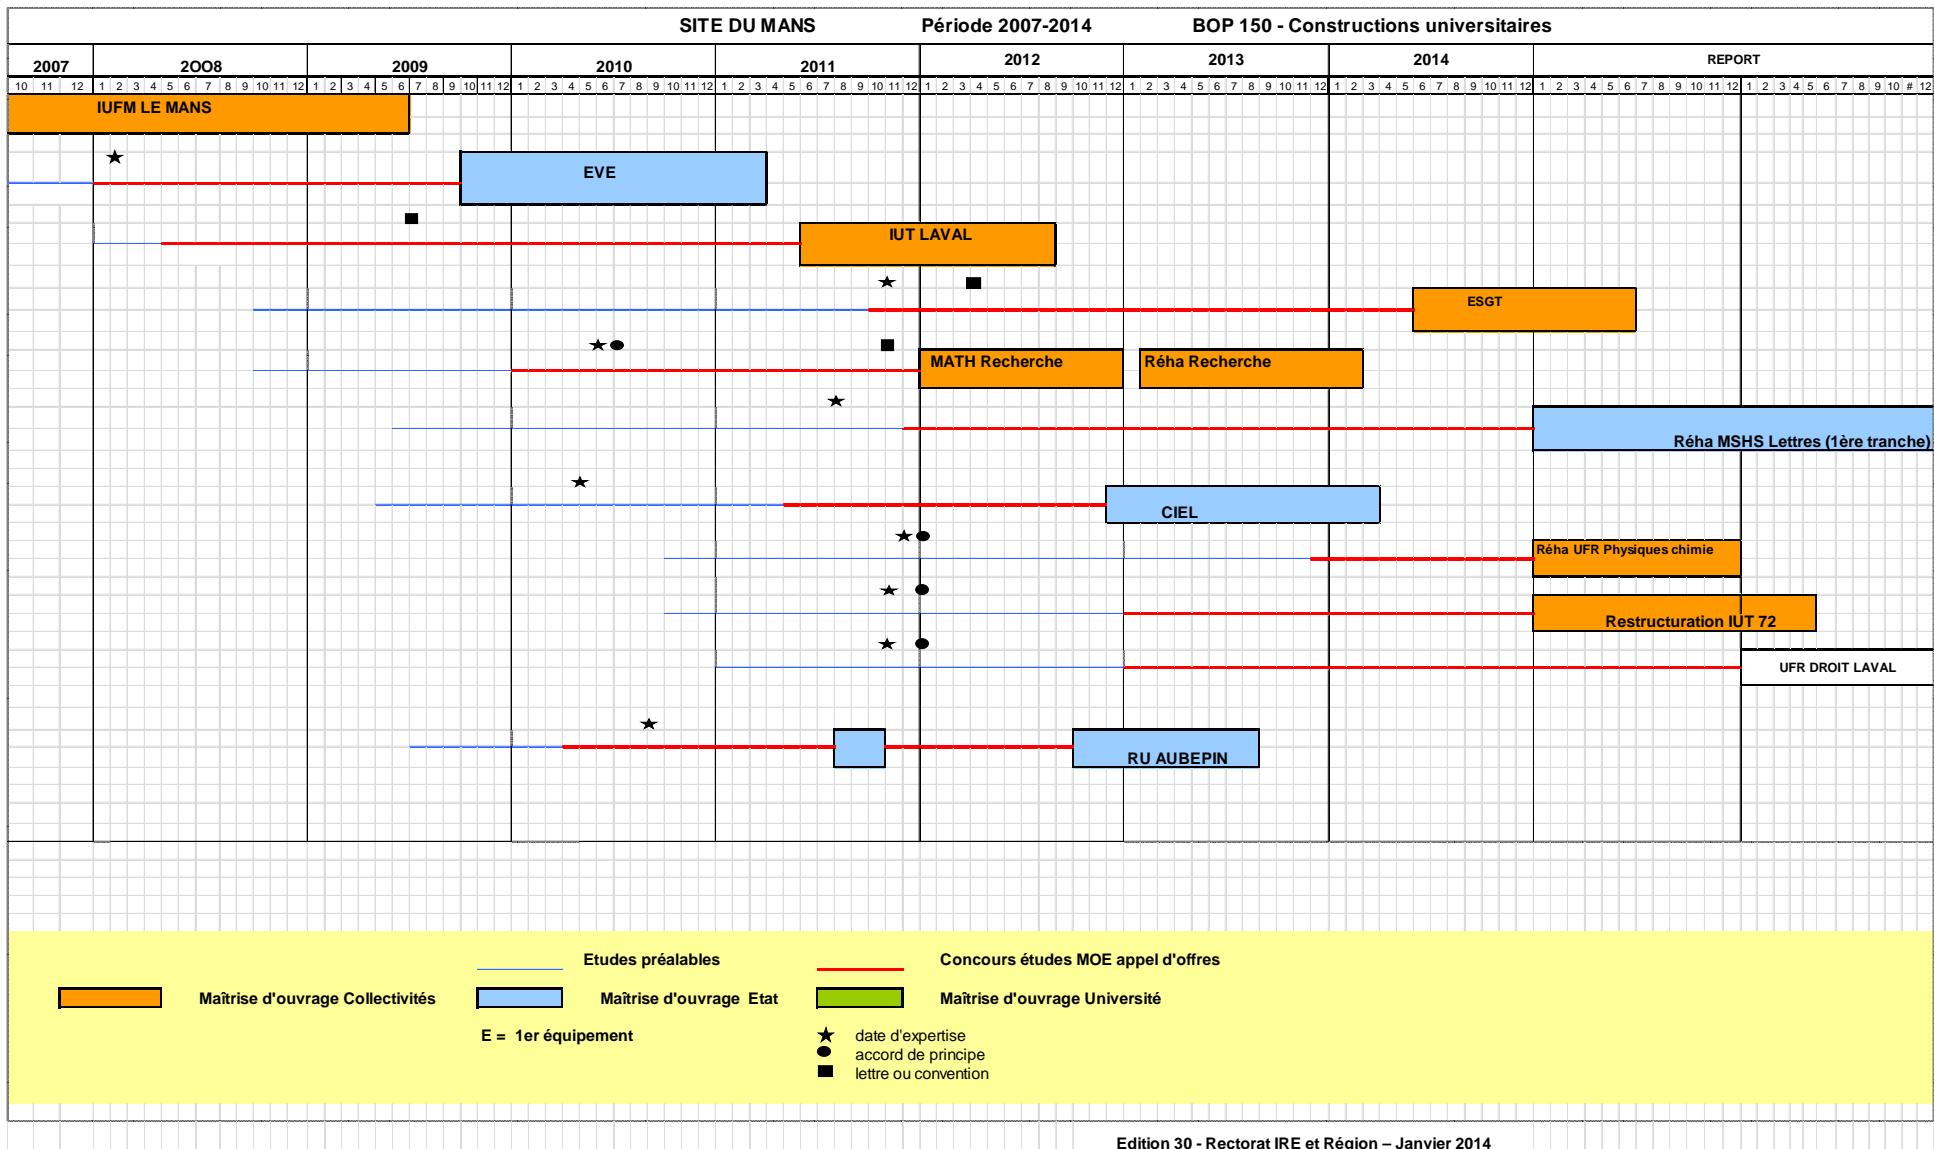 SITE DU MANS Période 2007-2014 BOP 150 - Constructions universitaires
2007 2O08 2009 2010 2011 2012 2013 2014 REPORT
10 11 12 1 2 3 4 5 6 7 8 9 10 11 12 1 2 3 4 5 6 7 8 9 10 11 12 1 2 3 4 5 6 7 8 9 10 11 12 1 2 3 4 5 6 7 8 9 10 11 12 1 2 3 4 5 6 7 8 9 10 11 12 1 2 3 4 5 6 7 8 9 10 11 12 1 2 3 4 5 6 7 8 9 10 11 12 1 2 3 4 5 6 7 8 9 10 11 12 1 2 3 4 5 6 7 8 9 10 # 12
IUFM LE MANS
EVE
IUT LAVAL
ESGT
MATH Recherche Réha Recherche
Réha MSHS Lettres (1ère tranche)
CIEL
Réha UFR Physiques chimie
Restructuration IUT 72
UFR DROIT LAVAL
RU AUBEPIN
Etudes préalables Concours études MOE appel d'offres
Maîtrise d'ouvrage Collectivités Maîtrise d'ouvrage Etat Maîtrise d'ouvrage Université
E = 1er équipement date d'expertise
accord de principe
lettre ou convention
Edition 30 - Rectorat IRE et Région – Janvier 2014